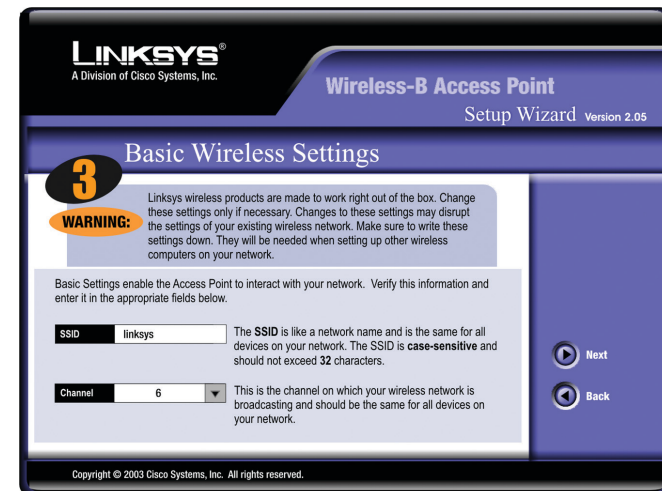 LINKSYS®
A Division of Cisco Systems, Inc.
Wireless-B Access Point
Setup Wizard Version 2.05
Basic Wireless Settings
3
WARNING:
Linksys wireless products are made to work right out of the box. Change
these settings only if necessary. Changes to these settings may disrupt
the settings of your existing wireless network. Make sure to write these
settings down. They will be needed when setting up other wireless
computers on your network.
Basic Settings enable the Access Point to interact with your network. Verify this information and
enter it in the appropriate fields below.
SSID linksys
The SSID is like a network name and is the same for all
devices on your network. The SSID is case-sensitive and
should not exceed 32 characters.
Channel 6
This is the channel on which your wireless network is
broadcasting and should be the same for all devices on
your network.
Next
Back
Copyright © 2003 Cisco Systems, Inc. All rights reserved.